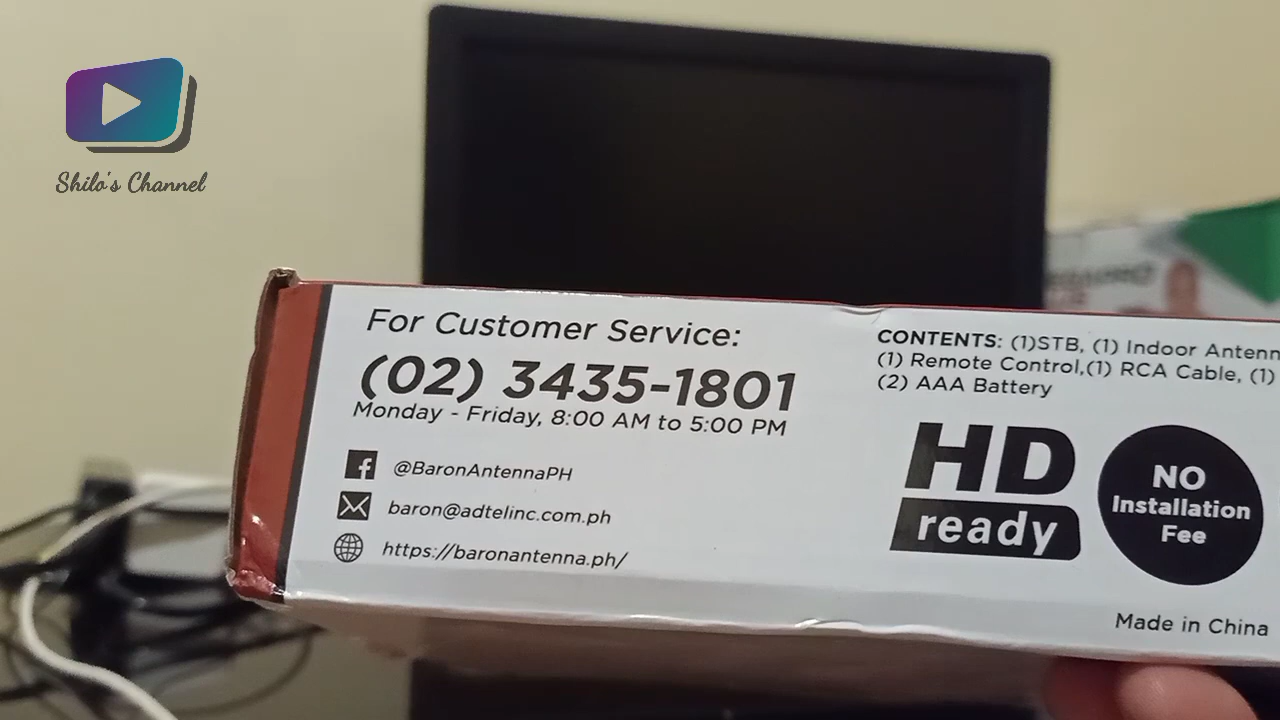 Shilo's Channel
For Customer Service:
(02) 3435-1801
Monday - Friday, 8:00 AM to 5:00 PM
@BaronAntennaPH
baron@adtelinc.com.ph
https://baronantenna.ph/
CONTENTS: (1)STB, (1) Indoor Antenn
(1) Remote Control,(1) RCA Cable, (1)
(2) AAA Battery
HD
ready
NO
Installation
Fee
Made in China